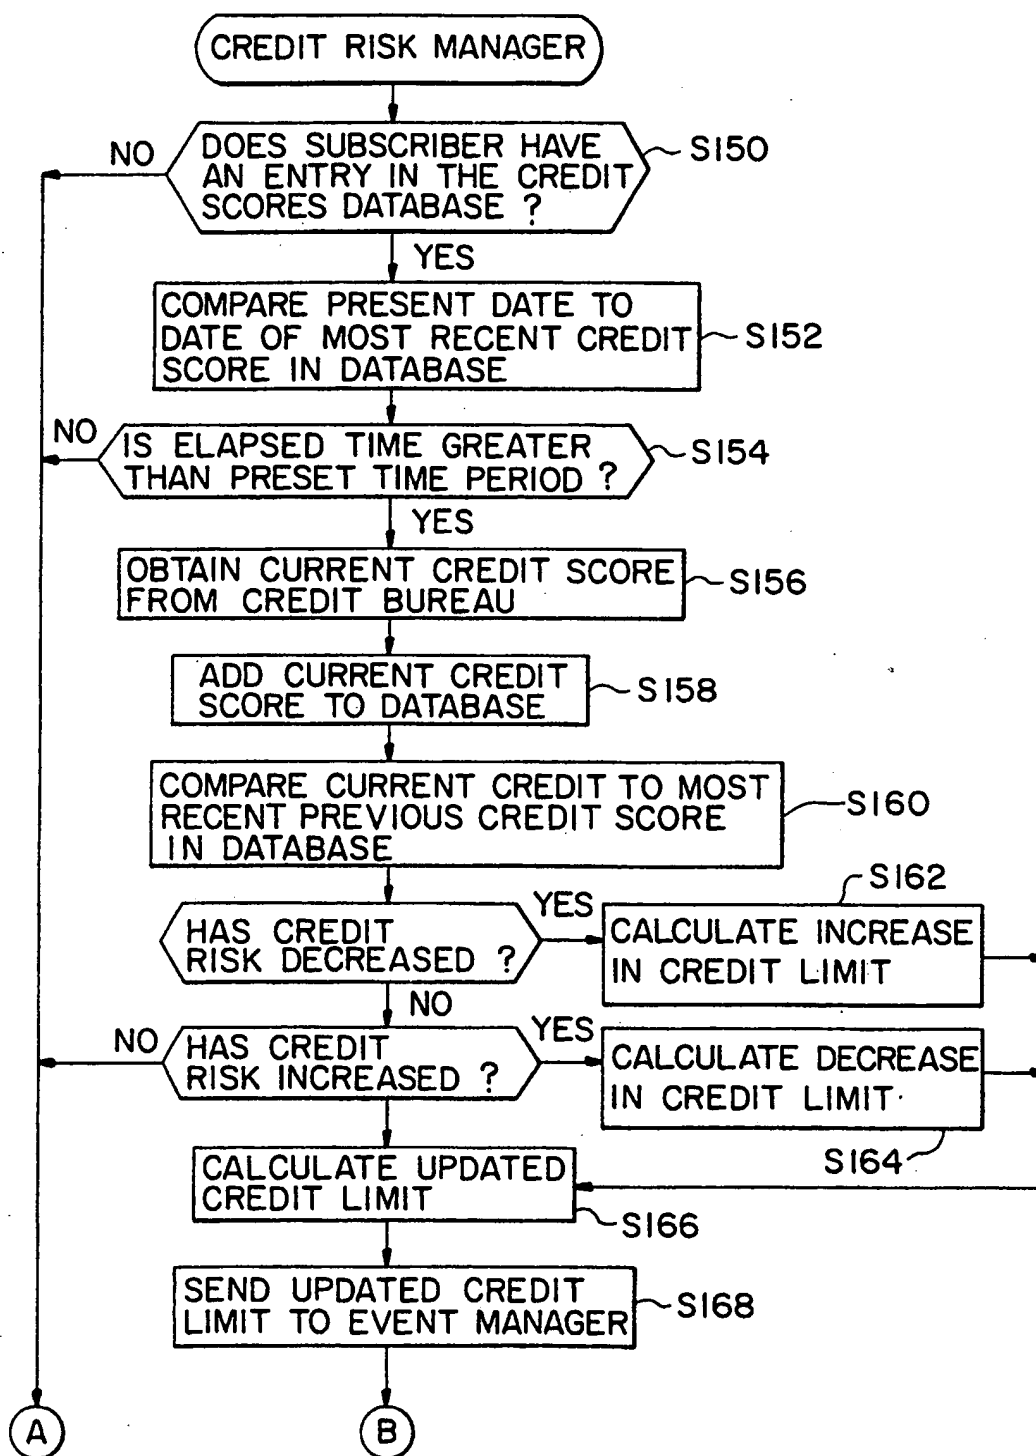 CREDIT RISK MANAGER
DOES SUBSCRIBER HAVE
AN ENTRY IN THE CREDIT
SCORES DATABASE ?
S150
NO
YES
COMPARE PRESENT DATE TO
DATE OF MOST RECENT CREDIT
SCORE IN DATABASE
S152
IS ELAPSED TIME GREATER
THAN PRESET TIME PERIOD ?
S154
NO
YES
OBTAIN CURRENT CREDIT SCORE
FROM CREDIT BUREAU
S156
ADD CURRENT CREDIT
SCORE TO DATABASE
S158
COMPARE CURRENT CREDIT TO MOST
RECENT PREVIOUS CREDIT SCORE
IN DATABASE
S160
HAS CREDIT
RISK DECREASED ?
YES
S162
CALCULATE INCREASE
IN CREDIT LIMIT
NO
HAS CREDIT
RISK INCREASED ?
NO
YES
CALCULATE DECREASE
IN CREDIT LIMIT
S164
CALCULATE UPDATED
CREDIT LIMIT
S166
SEND UPDATED CREDIT
LIMIT TO EVENT MANAGER
S168
A
B